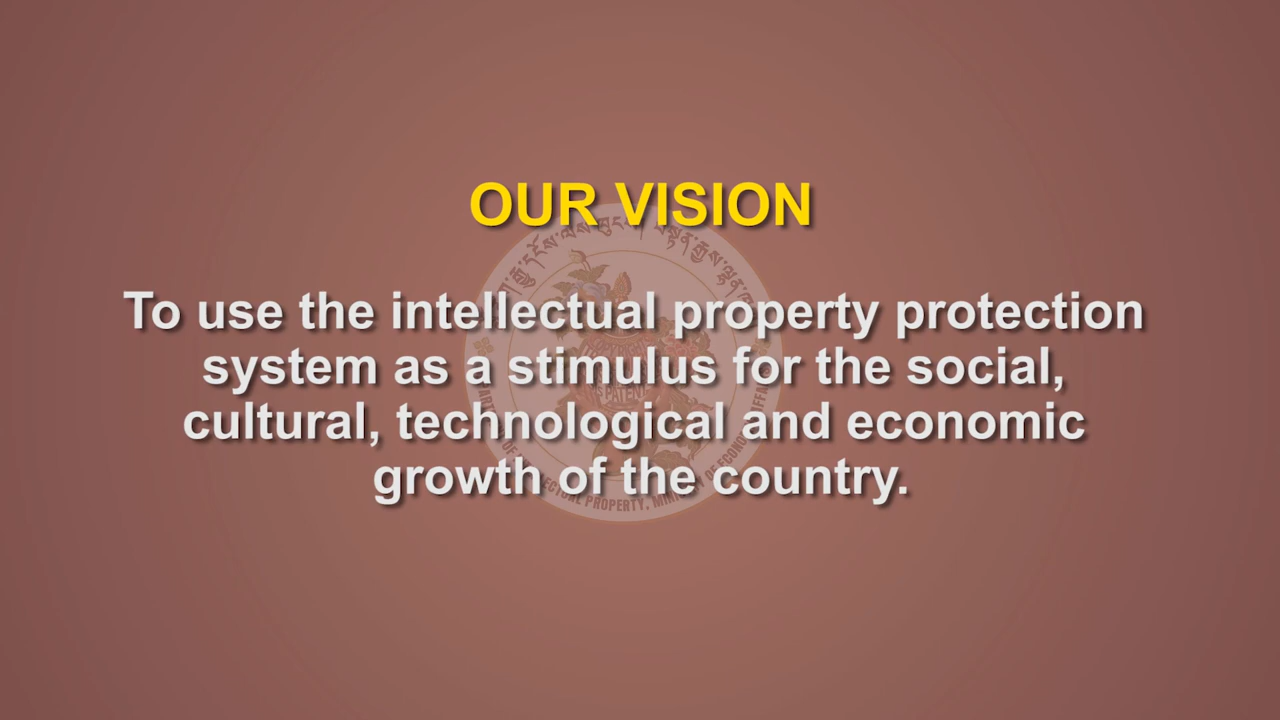 OUR VISION
To use the intellectual property protection
system as a stimulus for the social,
cultural, technological and economic
growth of the country.
PROPERTY,